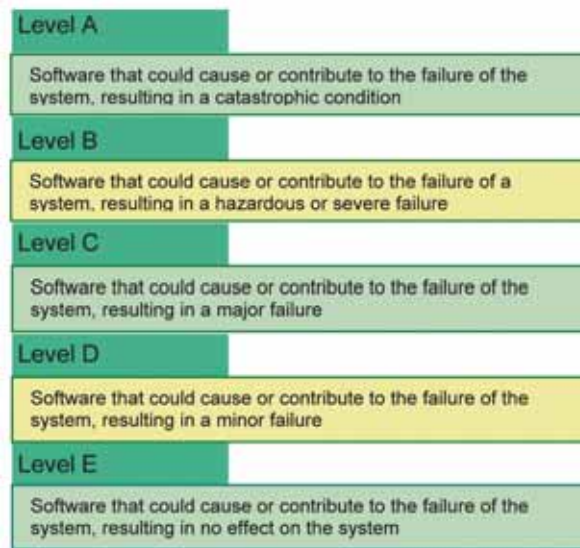 Level A
Software that could cause or contribute to the failure of the
system, resulting in a catastrophic condition
Level B
Software that could cause or contribute to the failure of a
system, resulting in a hazardous or severe failure
Level C
Software that could cause or contribute to the failure of the
system, resulting in a major failure
Level D
Software that could cause or contribute to the failure of the
system, resulting in a minor failure
Level E
Software that could cause or contribute to the failure of the
system, resulting in no effect on the system